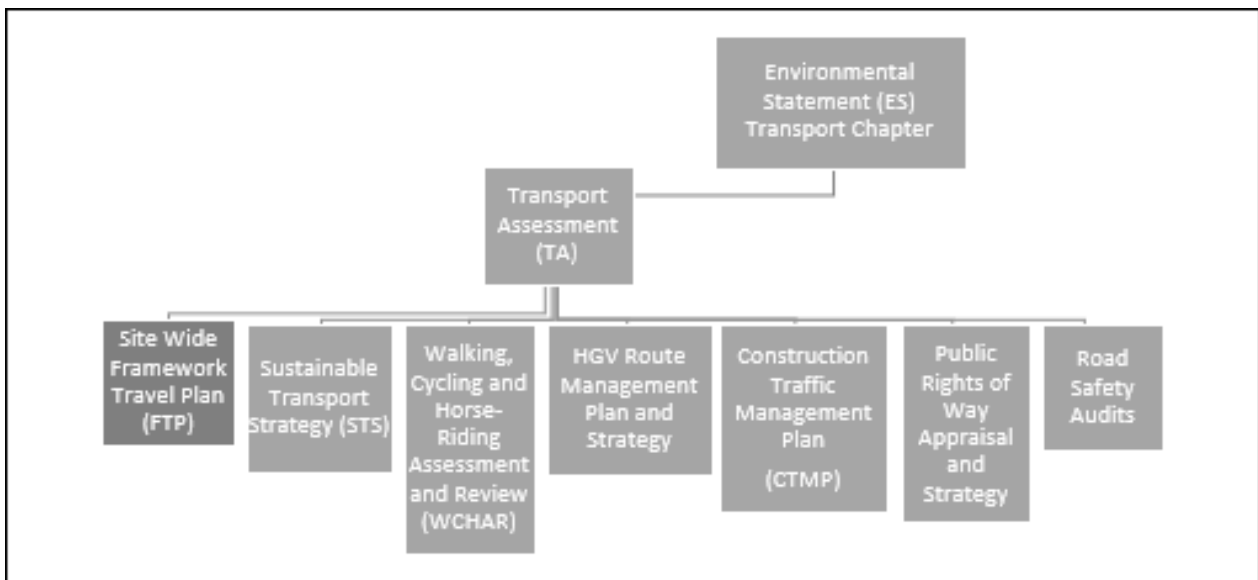 Environmental
Statement (ES)
Transport Chapter
Transport
Assessment
(TA)
Site Wide
Framework
Travel Plan
(FTP)
Sustainable
Transport
Strategy (STS)
Walking,
Cycling and
Horse-
Riding
Assessment
and Review
(WCHAR)
HGV Route
Management
Plan and
Strategy
Construction
Traffic
Management
Plan
(CTMP)
Public
Rights of
Way
Appraisal
and
Strategy
Road
Safety
Audits